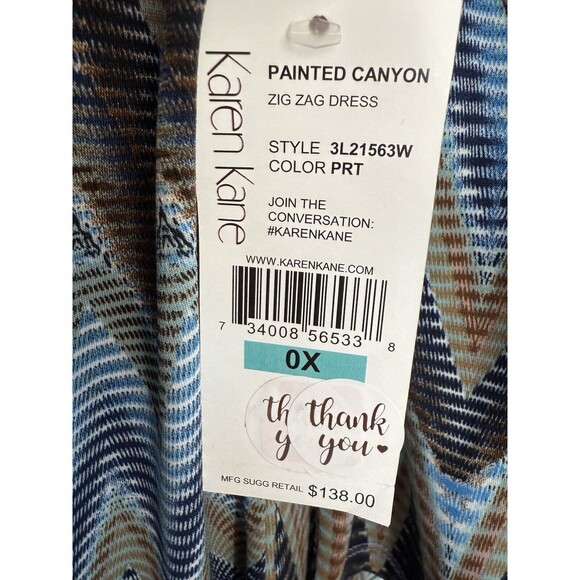 Karen Kane
PAINTED CANYON
ZIG ZAG DRESS
STYLE 3L21563W
COLOR PRT
JOIN THE
CONVERSATION:
#KARENKANE
WWW.KARENKANE.COM
7 34008 56533 8
0X
th
y
thank
you
MFG SUGG RETAIL $138.00